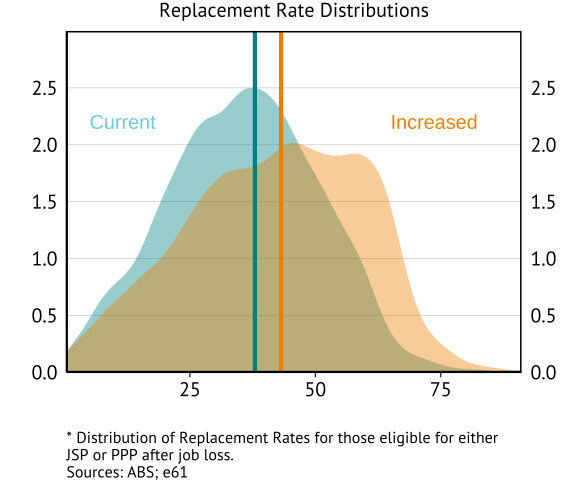 Replacement Rate Distributions
2.5 2.5
Current Increased
2.0 2.0
1.5 1.5
1.0 1.0
0.5 0.5
0.0 0.0
25 50 75
* Distribution of Replacement Rates for those eligible for either
JSP or PPP after job loss.
Sources: ABS; e61